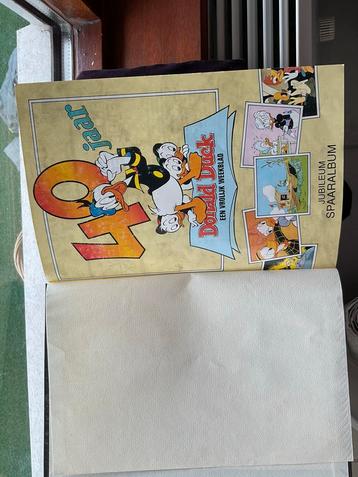 40 jaar
Donald Duck
EEN VROLIJK WEEKBLAD
JUBILEUM
SPAARALBUM